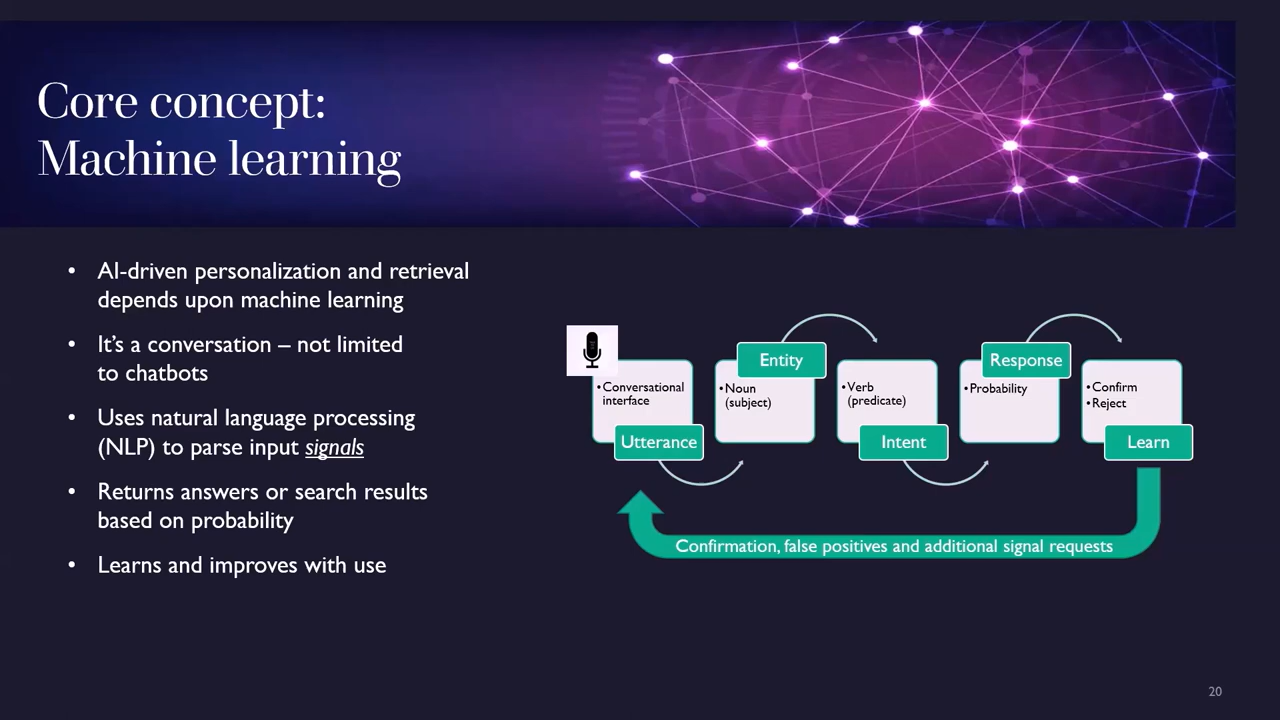 Core concept:
Machine learning
• AI-driven personalization and retrieval
depends upon machine learning
• It’s a conversation – not limited
to chatbots
• Uses natural language processing
(NLP) to parse input signals
• Returns answers or search results
based on probability
• Learns and improves with use
• Conversational
interface
Utterance
Entity
• Noun
(subject)
• Verb
(predicate)
Intent
Response
• Probability
• Confirm
• Reject
Learn
Confirmation, false positives and additional signal requests
20